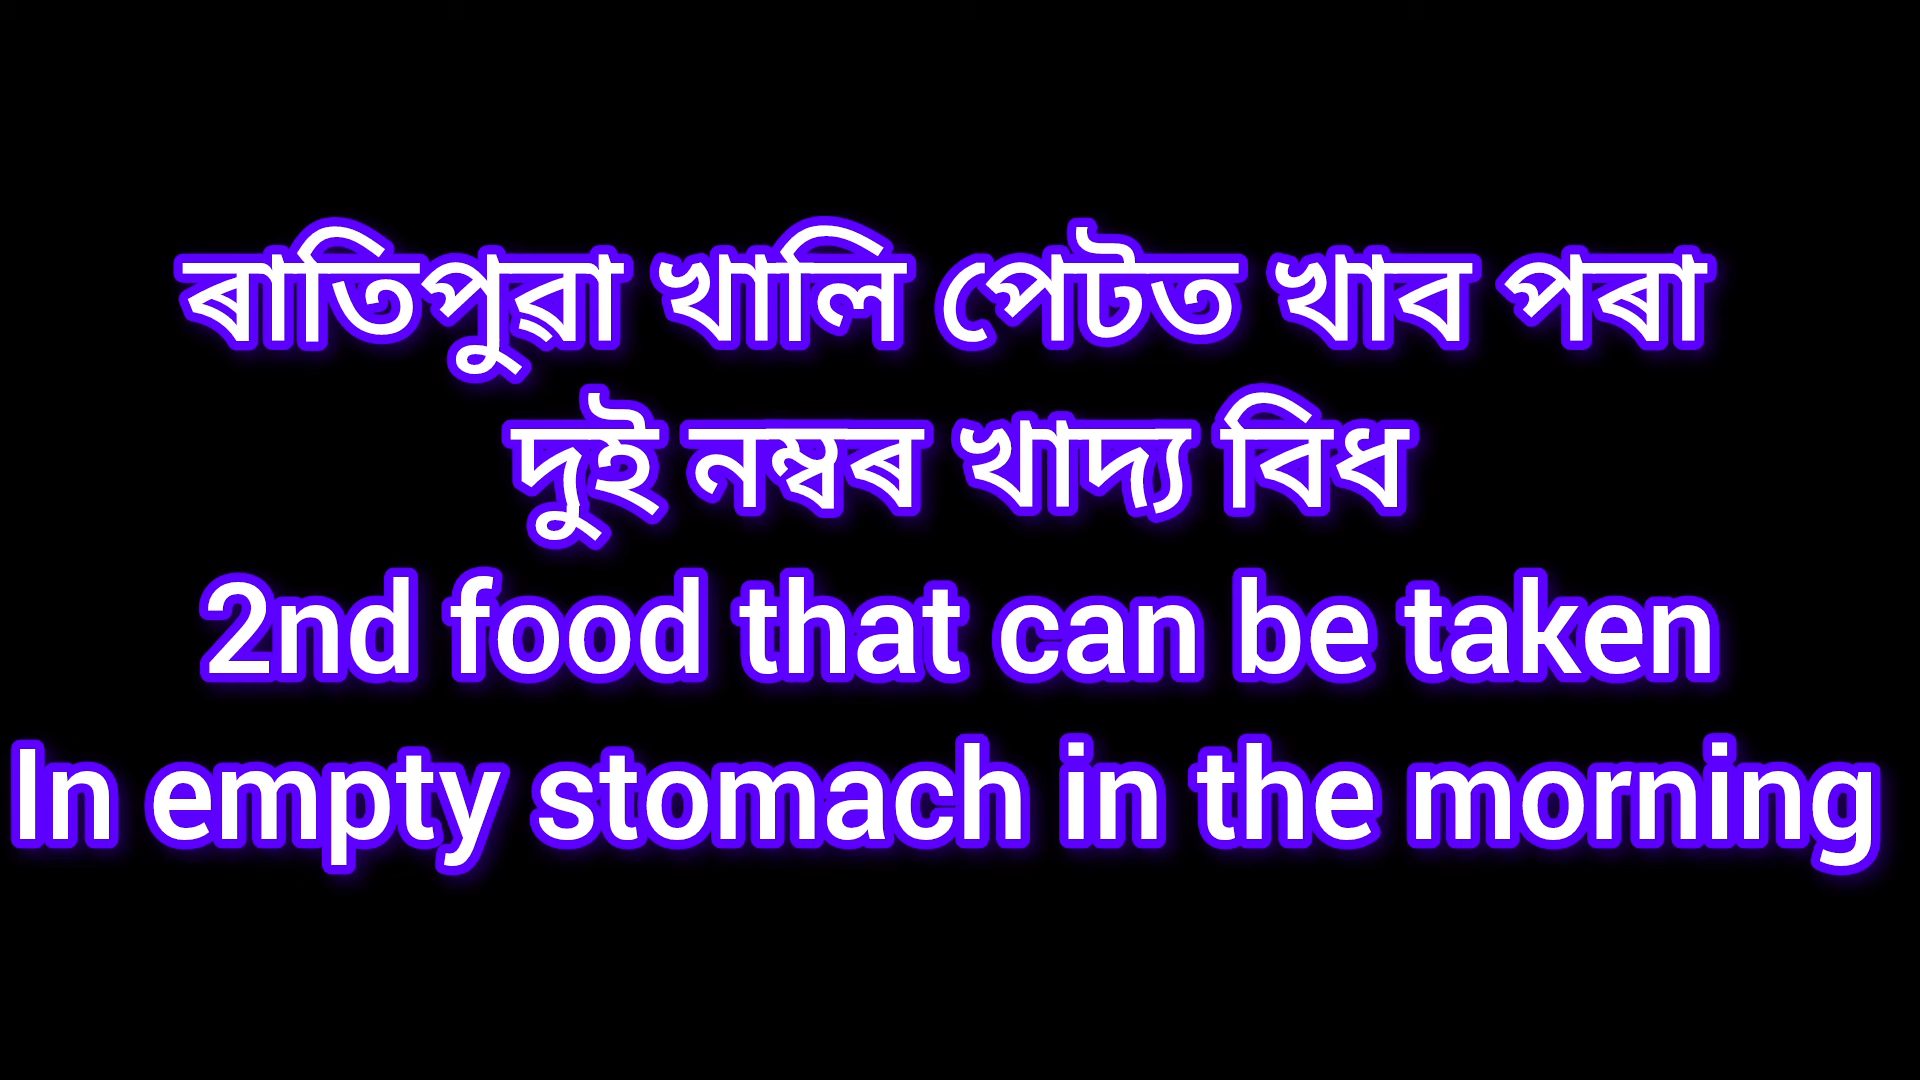 ৰাতিপুৱা খালি পেটত খাব পৰা
দুই নম্বৰ খাদ্য বিধ
2nd food that can be taken
In empty stomach in the morning